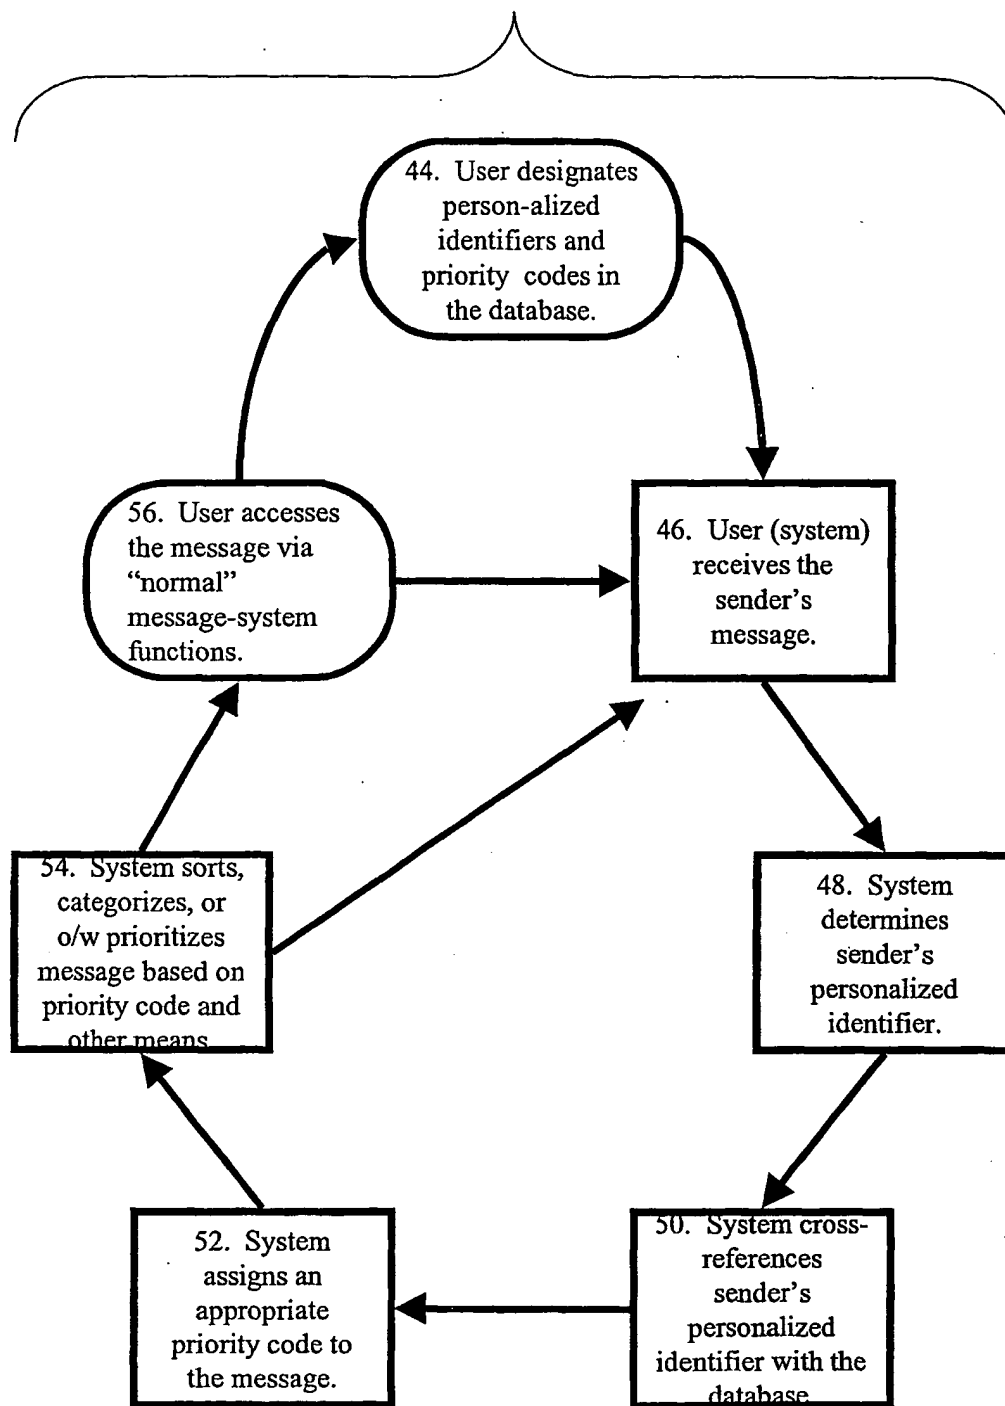 44. User designates
person-alized
identifiers and
priority codes in
the database.
56. User accesses
the message via
“normal”
message-system
functions.
46. User (system)
receives the
sender’s
message.
54. System sorts,
categorizes, or
o/w prioritizes
message based on
priority code and
other means
48. System
determines
sender’s
personalized
identifier.
52. System
assigns an
appropriate
priority code to
the message.
50. System cross-
references
sender’s
personalized
identifier with the
database